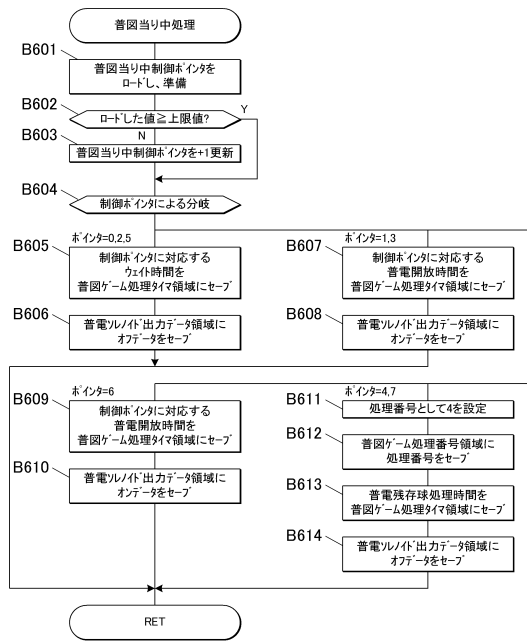 普図当り中処理
B601
普図当り中制御ﾎﾟｲﾝﾀを
ﾛｰﾄﾞし、準備
B602
ﾛｰﾄﾞした値≧上限値?
Y
N
B603
普図当り中制御ﾎﾟｲﾝﾀを+1更新
B604
制御ﾎﾟｲﾝﾀによる分岐
ﾎﾟｲﾝﾀ=0,2,5
B605
制御ﾎﾟｲﾝﾀに対応する
ｳｪｲﾄ時間を
普図ｹﾞｰﾑ処理ﾀｲﾏ領域にｾｰﾌﾞ
B606
普電ｿﾚﾉｲﾄﾞ出力ﾃﾞｰﾀ領域に
ｵﾌﾃﾞｰﾀをｾｰﾌﾞ
ﾎﾟｲﾝﾀ=1,3
B607
制御ﾎﾟｲﾝﾀに対応する
普電開放時間を
普図ｹﾞｰﾑ処理ﾀｲﾏ領域にｾｰﾌﾞ
B608
普電ｿﾚﾉｲﾄﾞ出力ﾃﾞｰﾀ領域に
ｵﾝﾃﾞｰﾀをｾｰﾌﾞ
ﾎﾟｲﾝﾀ=6
B609
制御ﾎﾟｲﾝﾀに対応する
普電開放時間を
普図ｹﾞｰﾑ処理ﾀｲﾏ領域にｾｰﾌﾞ
B610
普電ｿﾚﾉｲﾄﾞ出力ﾃﾞｰﾀ領域に
ｵﾝﾃﾞｰﾀをｾｰﾌﾞ
ﾎﾟｲﾝﾀ=4,7
B611
処理番号として4を設定
B612
普図ｹﾞｰﾑ処理番号領域に
処理番号をｾｰﾌﾞ
B613
普電残存球処理時間を
普図ｹﾞｰﾑ処理ﾀｲﾏ領域にｾｰﾌﾞ
B614
普電ｿﾚﾉｲﾄﾞ出力ﾃﾞｰﾀ領域に
ｵﾌﾃﾞｰﾀをｾｰﾌﾞ
RET